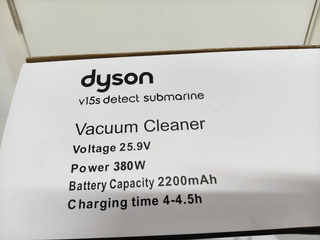 dyson
v15s detect submarine
Vacuum Cleaner
Voltage 25.9V
Power 380W
Battery Capacity 2200mAh
Charging time 4-4.5h